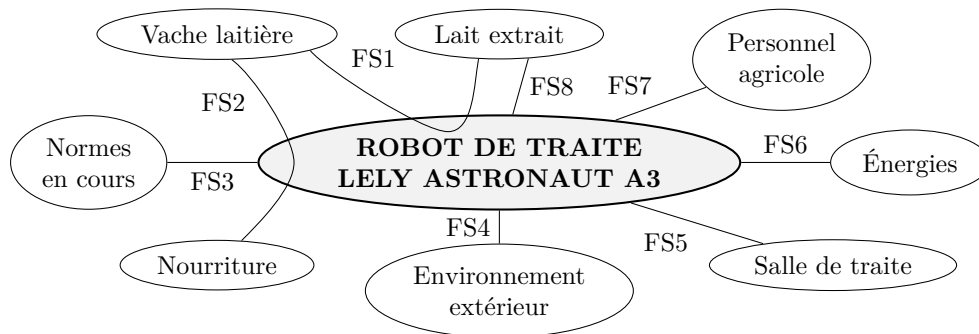 Vache laitière
FS1
Lait extrait
Personnel
agricole
FS2
FS8
FS7
Normes
en cours
FS3
ROBOT DE TRAITE
LELY ASTRONAUT A3
FS6
Énergies
FS4
FS5
Nourriture
Environnement
extérieur
Salle de traite